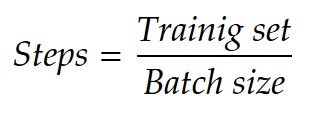 Steps = Trainig set
Batch size